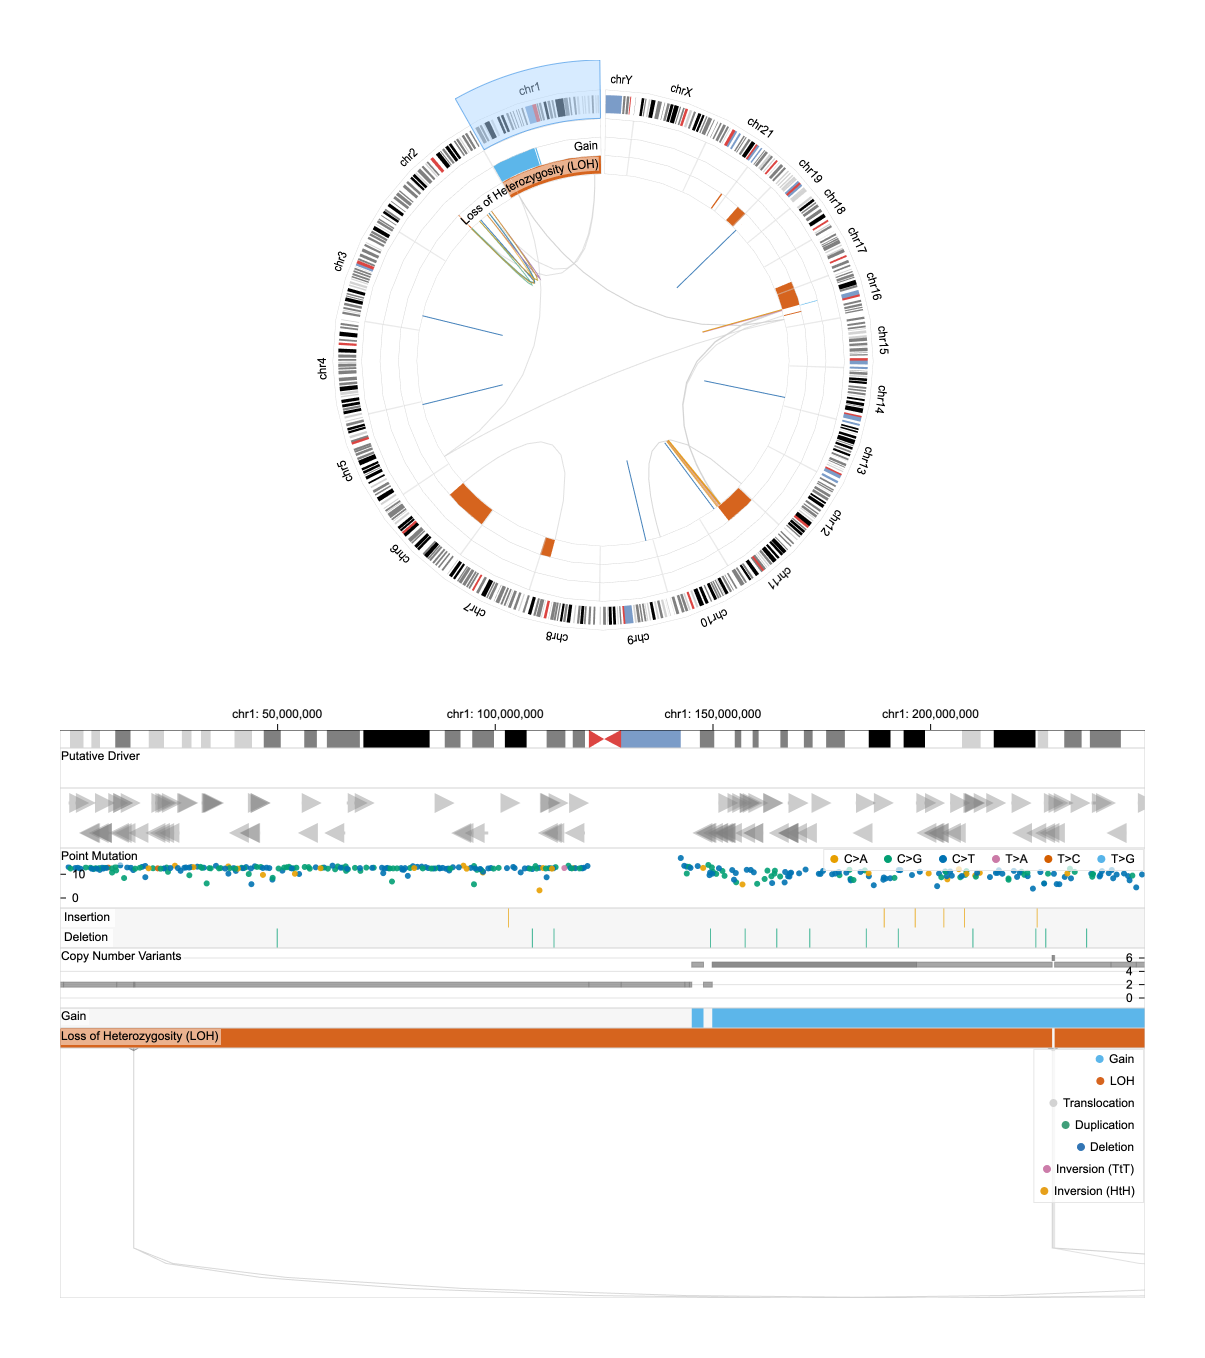 chrY
chrX
chr1
chr21
chr2
chr19
chr18
chr17
chr3
chr16
chr15
chr4
chr14
chr5
chr13
chr12
chr6
chr11
chr7
chr10
chr8
chr9
Gain
Loss of Heterozygosity (LOH)
chr1: 50,000,000 chr1: 100,000,000 chr1: 150,000,000 chr1: 200,000,000
Putative Driver
Point Mutation
C>A C>G C>T T>A T>C T>G
10
0
Insertion
Deletion
Copy Number Variants
6
4
2
0
Gain
Loss of Heterozygosity (LOH)
Gain
LOH
Translocation
Duplication
Deletion
Inversion (TtT)
Inversion (HtH)